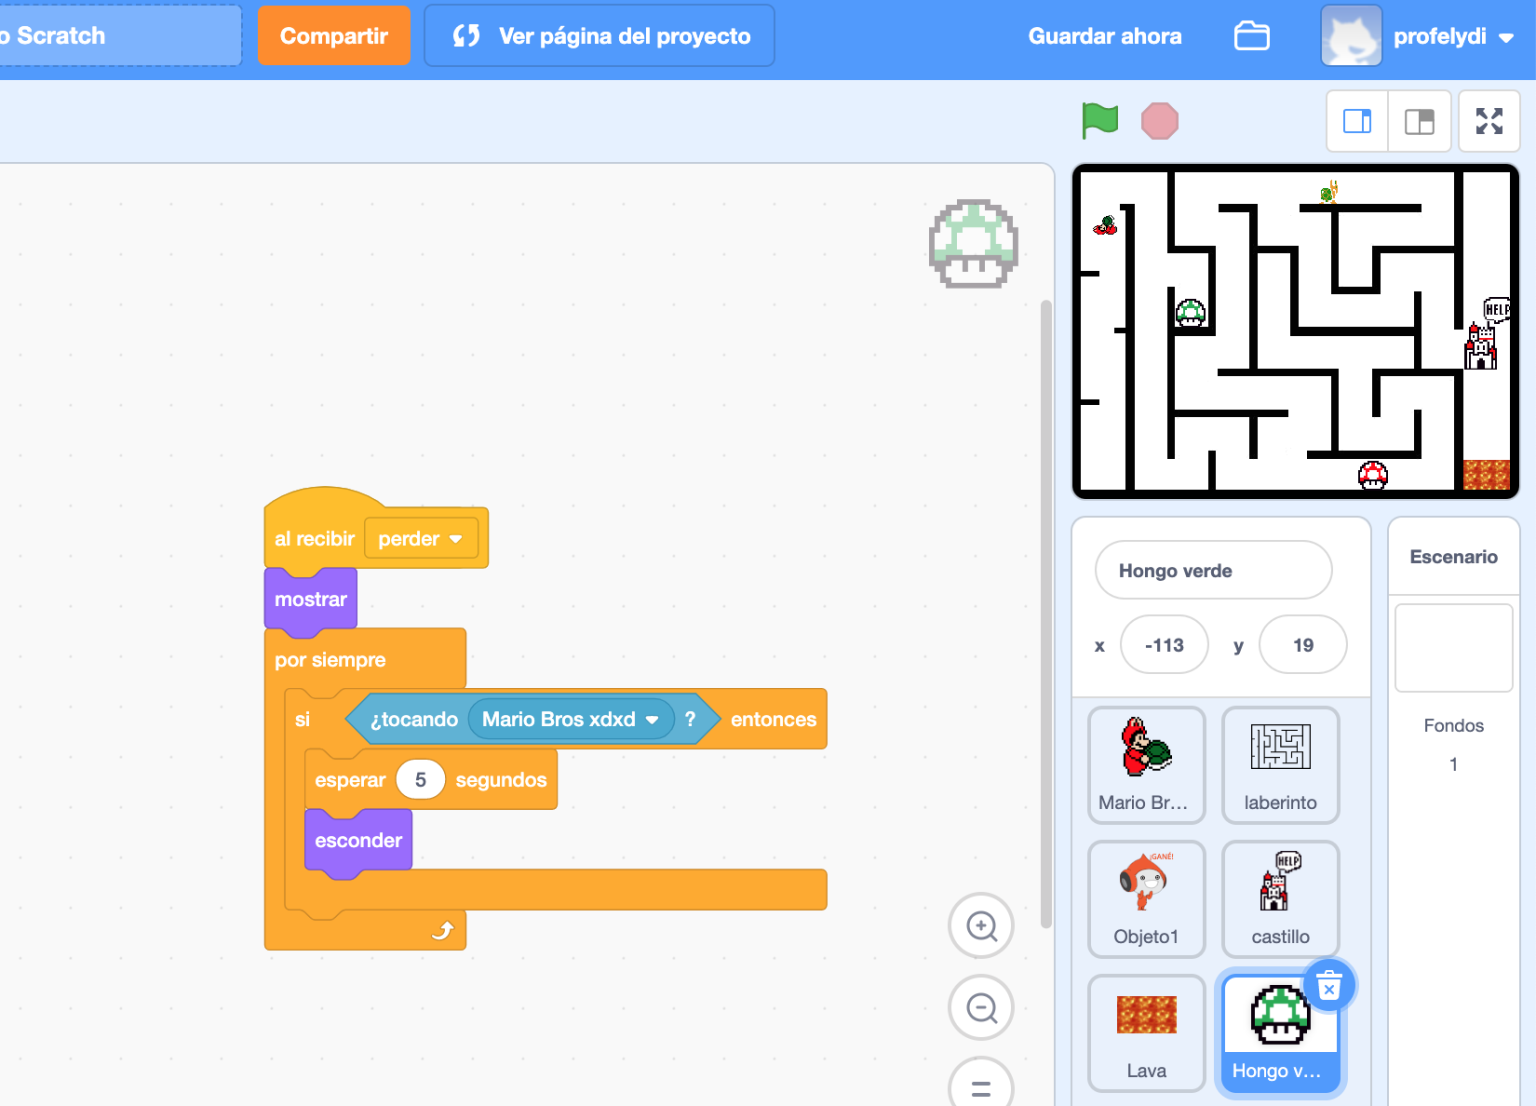 o Scratch
Compartir
Ver página del proyecto
Guardar ahora
profelydi
HELP
al recibir perder
mostrar
por siempre
si ¿tocando Mario Bros xdxd ? entonces
esperar 5 segundos
esconder
Hongo verde
x -113 y 19
Escenario
Fondos
1
Mario Br...
laberinto
¡GANÉ!
Objeto1
HELP
castillo
Lava
Hongo v...